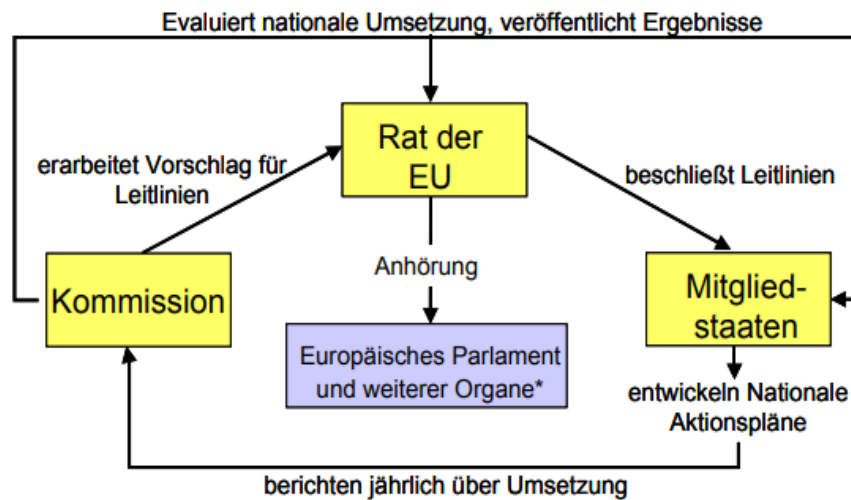 Evaluiert nationale Umsetzung, veröffentlicht Ergebnisse
Rat der
EU
erarbeitet Vorschlag für
Leitlinien
beschließt Leitlinien
Anhörung
Kommission
Mitglied-
staaten
Europäisches Parlament
und weiterer Organe*
entwickeln Nationale
Aktionspläne
berichten jährlich über Umsetzung